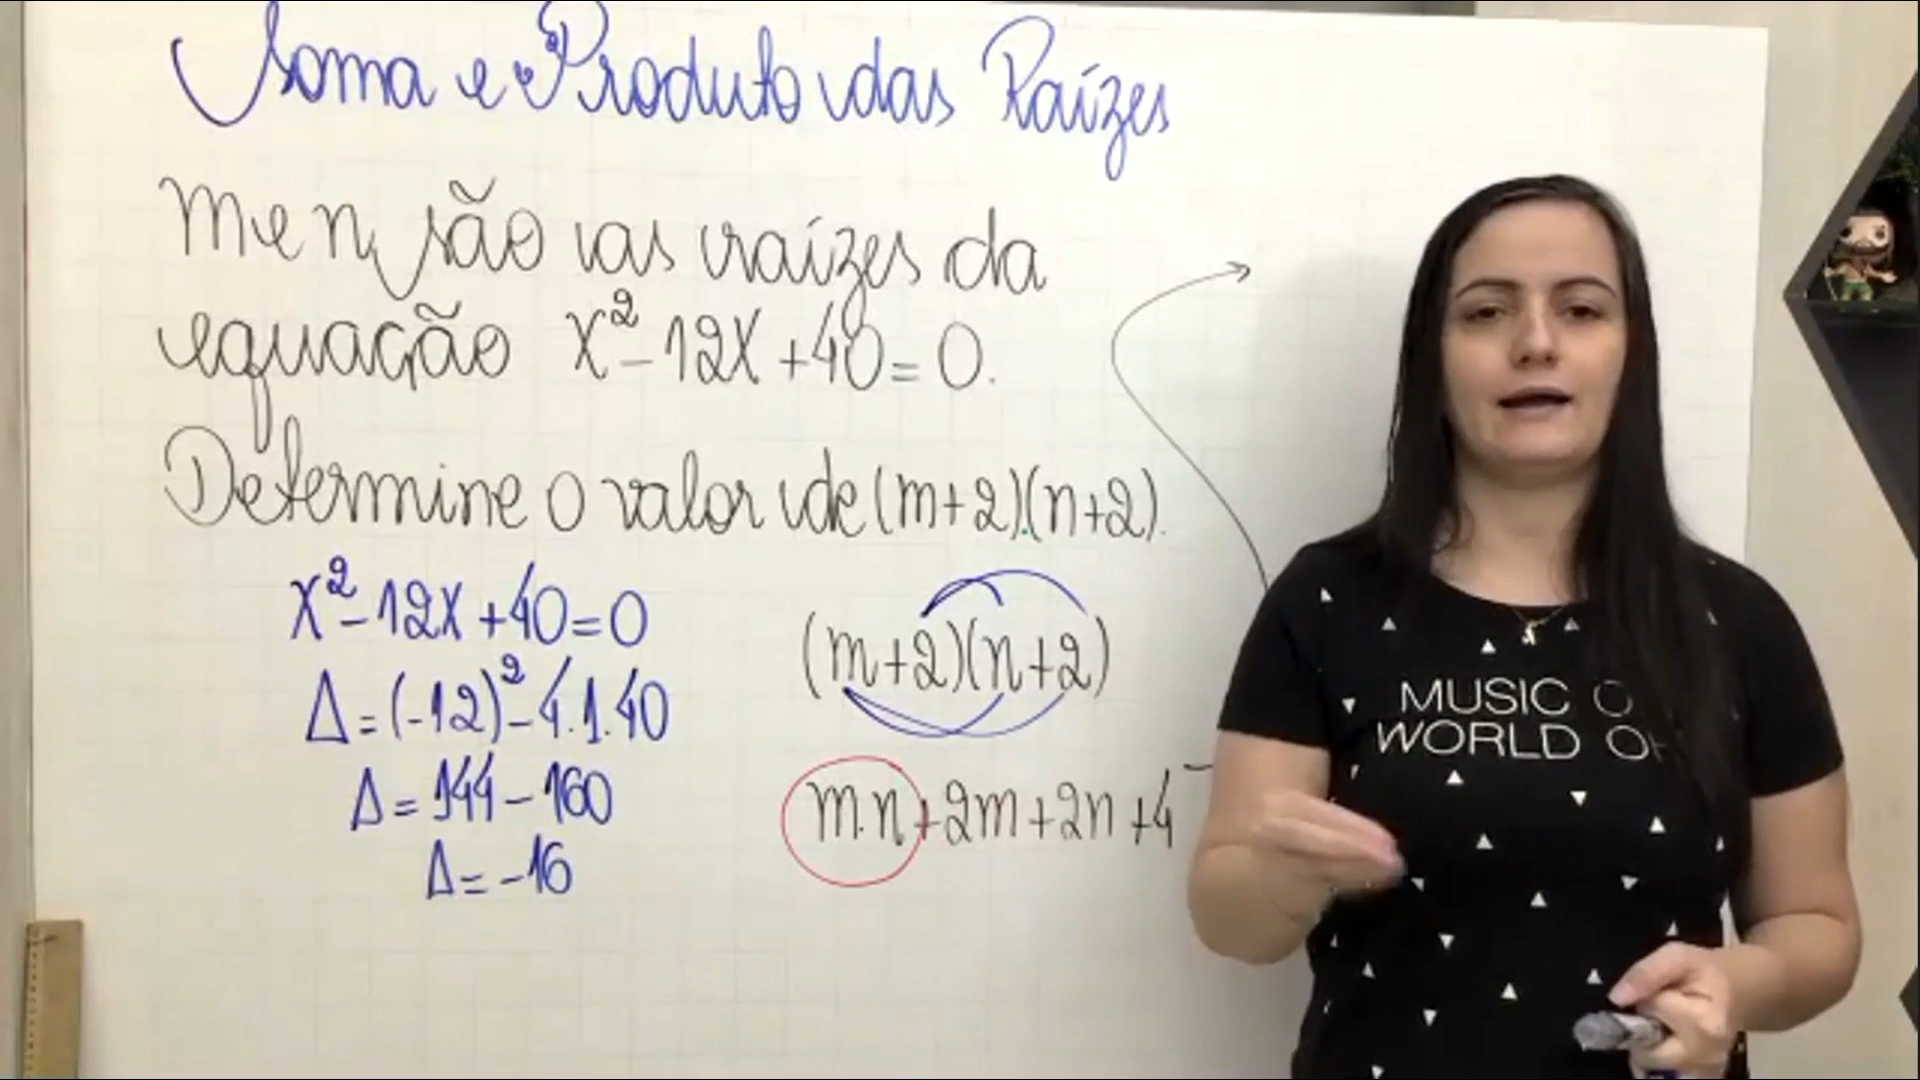 Soma e Produto das Raízes
m e n são as raízes da
equação x²-12x+40=0.
Determine o valor de (m+2).(n+2).
x²-12x+40=0
Δ=(-12)²-4.1.40
Δ=144-160
Δ=-16
(m+2)(n+2)
m.n+2m+2n+4
MUSIC
WORLD